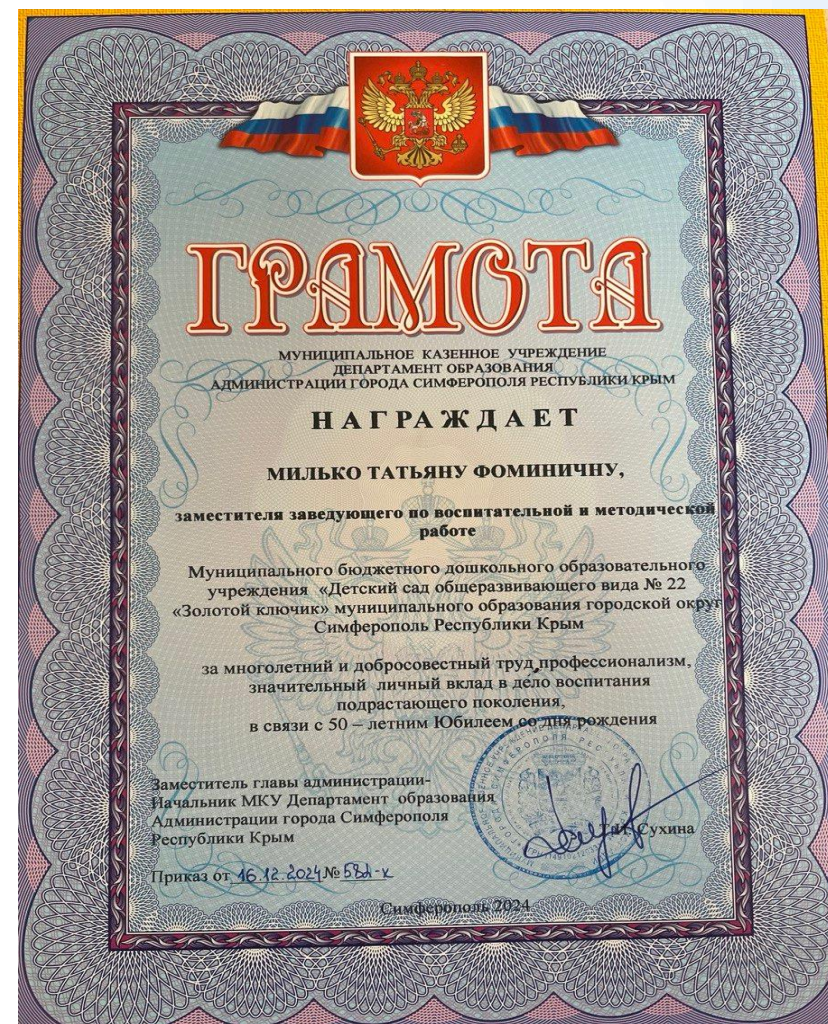 ГРАМОТА
МУНИЦИПАЛЬНОЕ КАЗЕННОЕ УЧРЕЖДЕНИЕ
ДЕПАРТАМЕНТ ОБРАЗОВАНИЯ
АДМИНИСТРАЦИИ ГОРОДА СИМФЕРОПОЛЯ РЕСПУБЛИКИ КРЫМ
НАГРАЖДАЕТ
МИЛЬКО ТАТЬЯНУ ФОМИНИЧНУ,
заместителя заведующего по воспитательной и методической
работе
Муниципального бюджетного дошкольного образовательного
учреждения «Детский сад общеразвивающего вида № 22
«Золотой ключик» муниципального образования городской округ
Симферополь Республики Крым
за многолетний и добросовестный труд,профессионализм,
значительный личный вклад в дело воспитания
подрастающего поколения,
в связи с 50 – летним Юбилеем со дня рождения
Заместитель главы администрации-
Начальник МКУ Департамент образования
Администрации города Симферополя
Республики Крым
Сухина
Приказ от 16.12.2024 № 582-к
Симферополь 2024